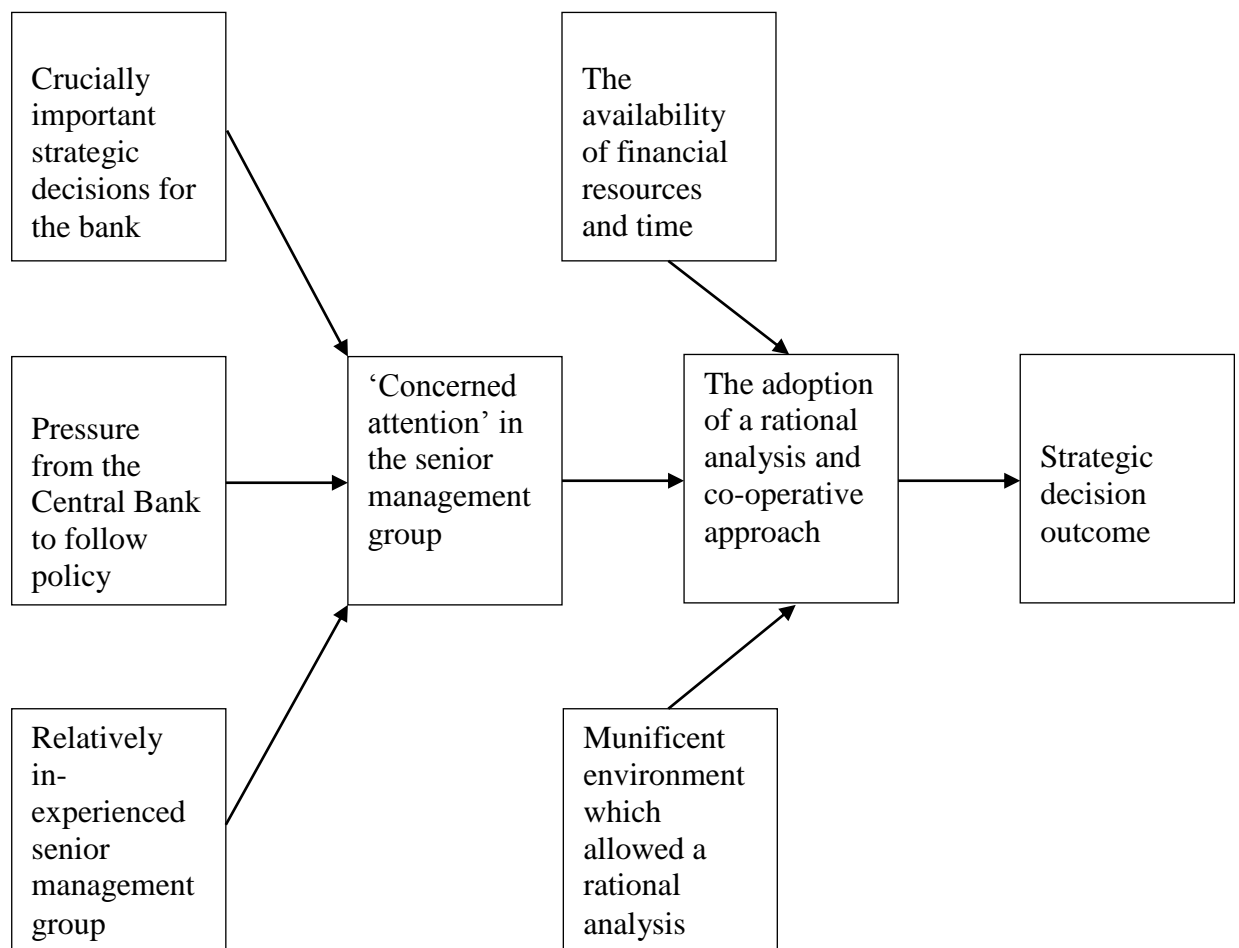 Crucially
important
strategic
decisions for
the bank
The
availability
of financial
resources
and time
Pressure
from the
Central Bank
to follow
policy
‘Concerned
attention’ in
the senior
management
group
The adoption
of a rational
analysis and
co-operative
approach
Strategic
decision
outcome
Relatively
in-
experienced
senior
management
group
Munificent
environment
which
allowed a
rational
analysis